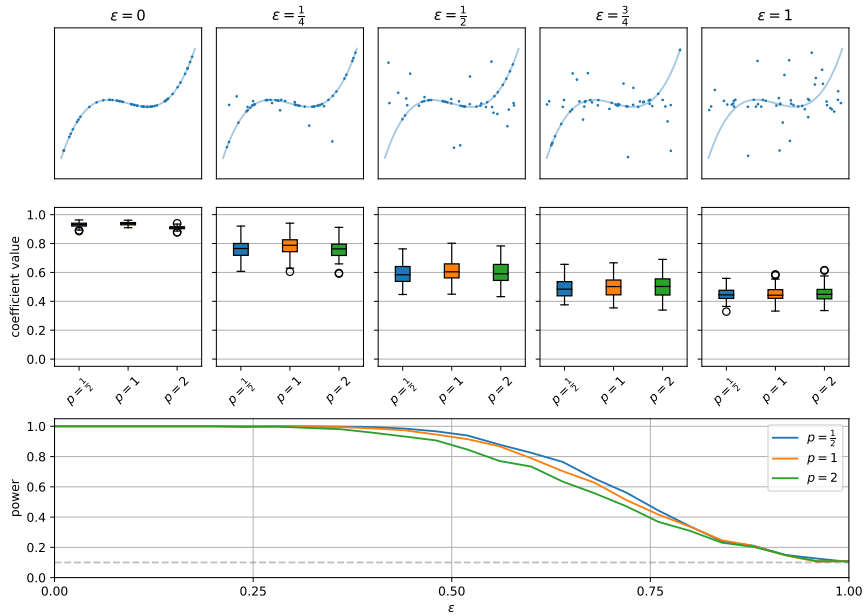 ε = 0
ε = 1/4
ε = 1/2
ε = 3/4
ε = 1
coefficient value
1.0
0.8
0.6
0.4
0.2
0.0
p = 1/2
p = 1
p = 2
p = 1/2
p = 1
p = 2
p = 1/2
p = 1
p = 2
p = 1/2
p = 1
p = 2
p = 1/2
p = 1
p = 2
power
1.0
0.8
0.6
0.4
0.2
0.0
p = 1/2
p = 1
p = 2
0.00
0.25
0.50
0.75
1.00
ε